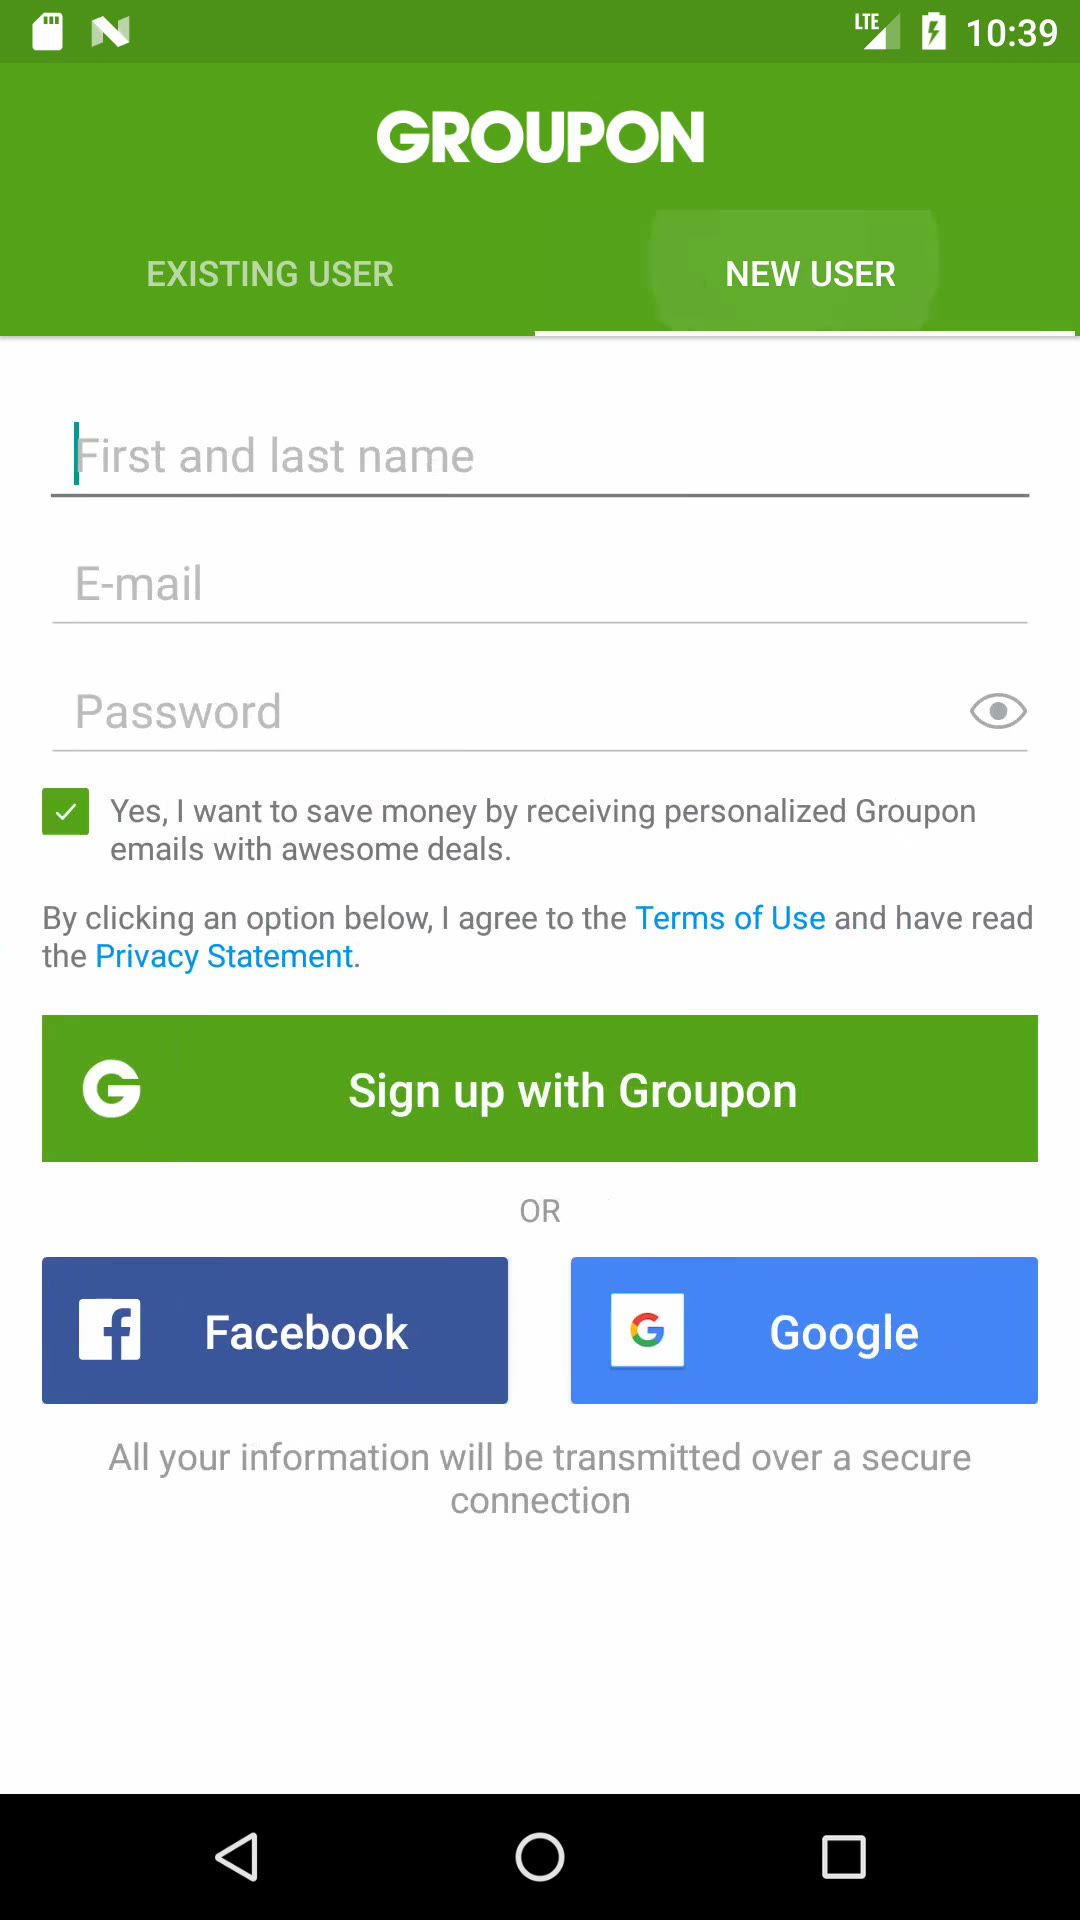 LTE 10:39
GROUPON
EXISTING USER NEW USER
First and last name
E-mail
Password
Yes, I want to save money by receiving personalized Groupon
emails with awesome deals.
By clicking an option below, I agree to the Terms of Use and have read
the Privacy Statement.
G Sign up with Groupon
OR
f Facebook G Google
All your information will be transmitted over a secure
connection